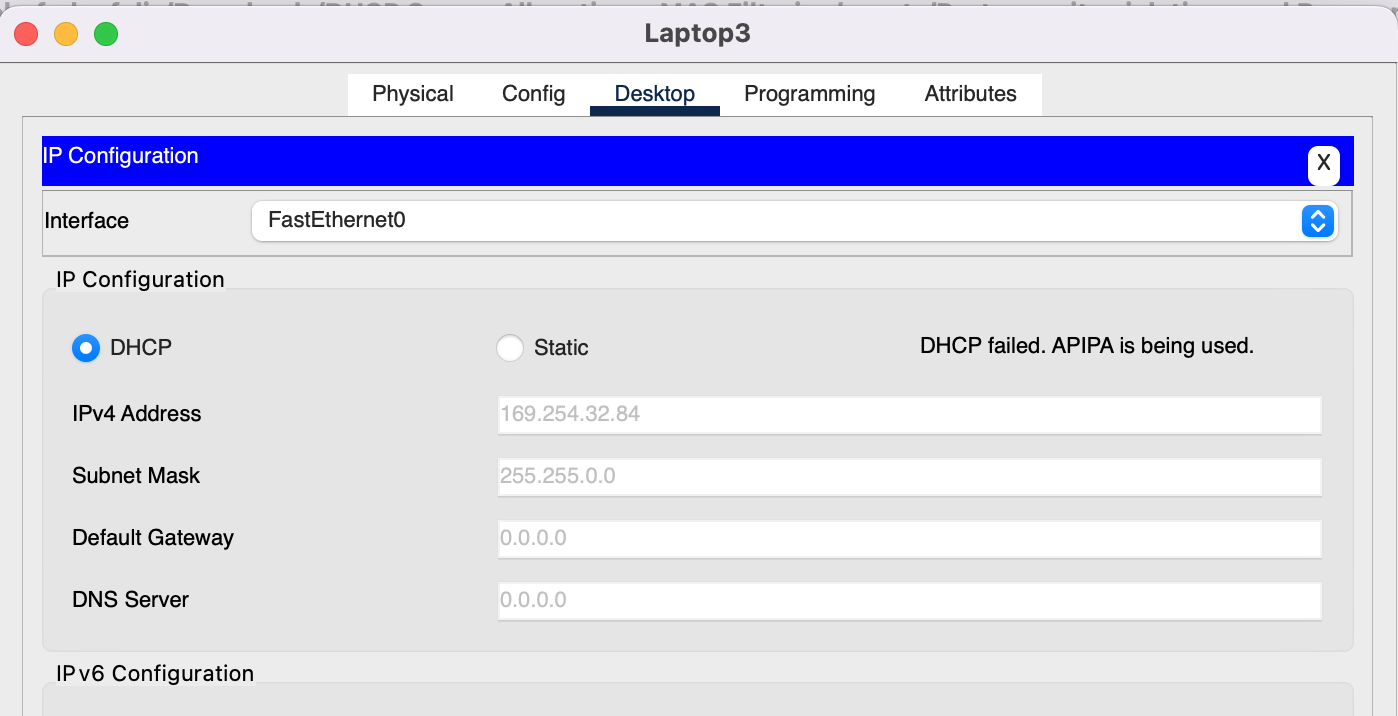 Laptop3
Physical Config Desktop Programming Attributes
IP Configuration
X
Interface FastEthernet0
IP Configuration
DHCP Static DHCP failed. APIPA is being used.
IPv4 Address 169.254.32.84
Subnet Mask 255.255.0.0
Default Gateway 0.0.0.0
DNS Server 0.0.0.0
IPv6 Configuration